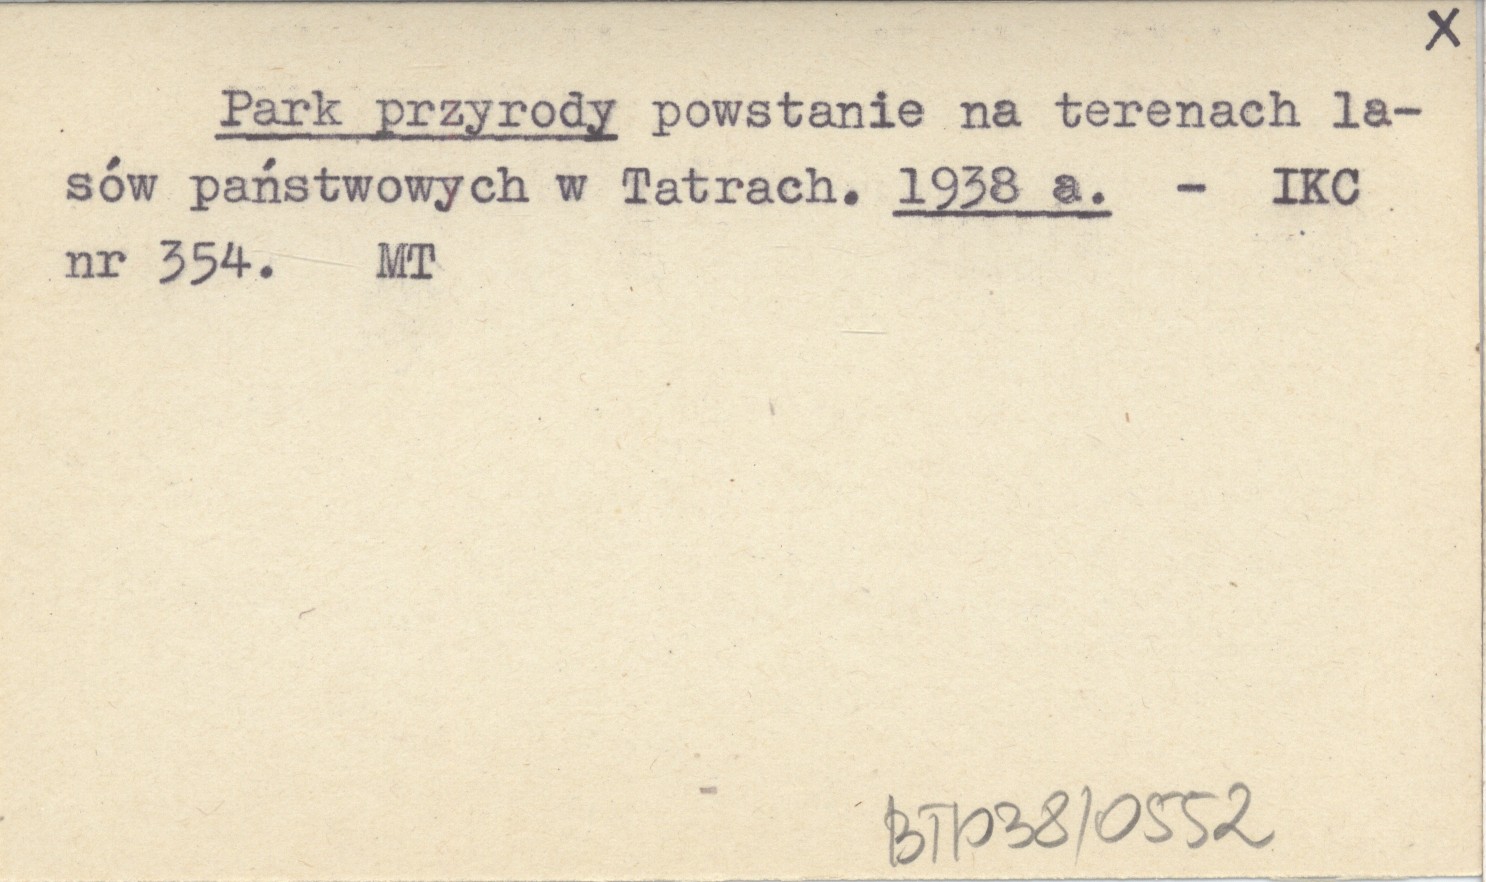 X
Park przyrody powstanie na terenach la-
sów państwowych w Tatrach. 1938 a. - IKC
nr 354. MT
BTP38/0552